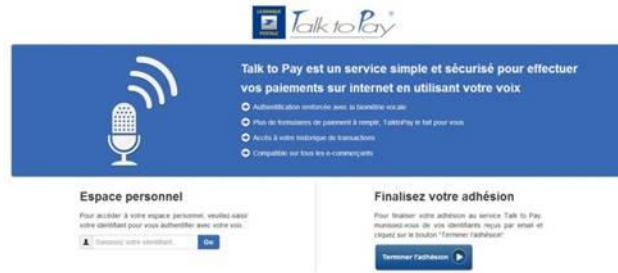 LA BANQUE
POSTALE
Talk to Pay
Talk to Pay est un service simple et sécurisé pour effectuer
vos paiements sur internet en utilisant votre voix
Authentification renforcée avec la biométrie vocale
Plus de formulaires de paiement à remplir, TalktoPay le fait pour vous
Accès à votre historique de transactions
Compatible sur tous les e-commerçants
Espace personnel
Pour accéder à votre espace personnel, veuillez saisir
votre identifiant pour vous authentifier avec votre voix.
Saisissez votre identifiant...
Go
Finalisez votre adhésion
Pour finaliser votre adhésion au service Talk to Pay,
munissez-vous de vos identifiants reçus par email et
cliquez sur le bouton "Terminer l'adhésion"
Terminer l'adhésion